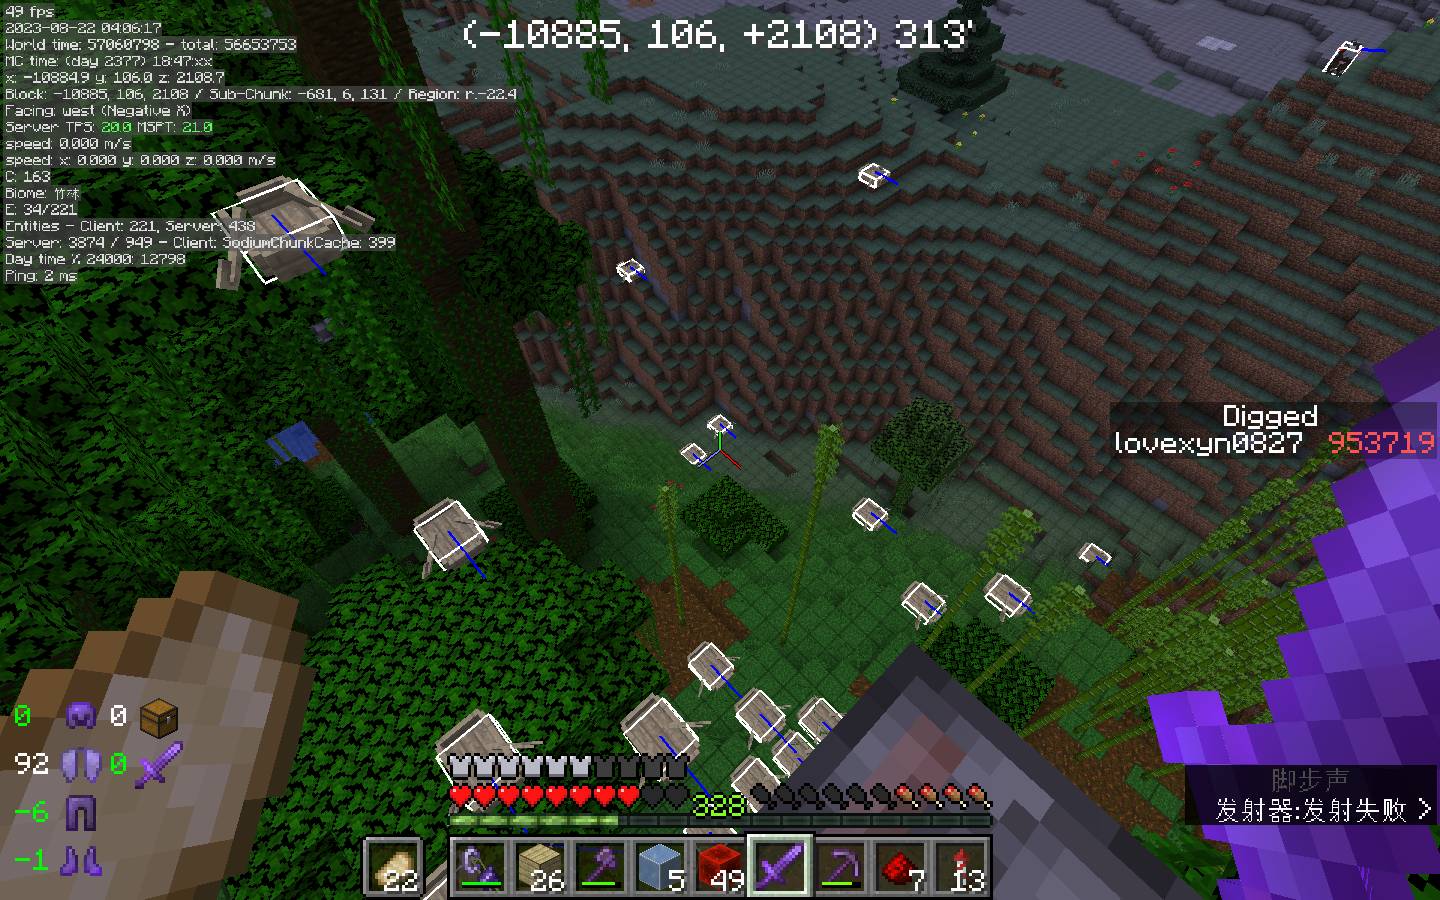 49 fps
2023-08-22 04:06:17
World time: 57060798 - total: 56653753
MC time: (day 2377) 18:47:xx
x: -10884.9 y: 106.0 z: 2108.7
Block: -10885, 106, 2108 / Sub-Chunk: -681, 6, 131 / Region: r.-22.4
Facing: west (Negative X)
Server TPS: 20.0 MSPT: 21.0
speed: 0.000 m/s
speed: x: 0.000 y: 0.000 z: 0.000 m/s
C: 163
Biome: 竹林
E: 34/221
Entities - Client: 221, Server: 438
Server: 3874 / 949 - Client: SodiumChunkCache: 399
Day time % 24000: 12798
Ping: 2 ms
(-10885, 106, +2108) 313'
Digged
lovexyn0827 953719
0 0
92 0
-6
-1
脚步声
发射器:发射失败 >
328
22 26 5 49 7 13